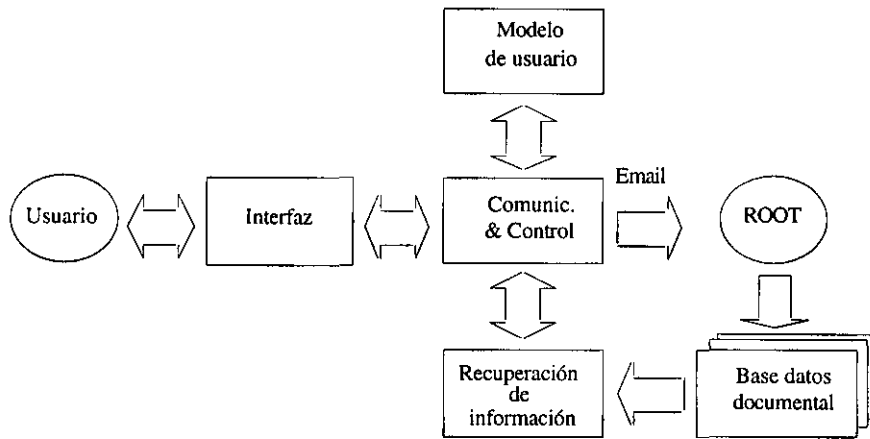 Modelo
de usuario
Email
Usuario
Interfaz
Comunic.
& Control
ROOT
Recuperación
de
información
Base datos
documental